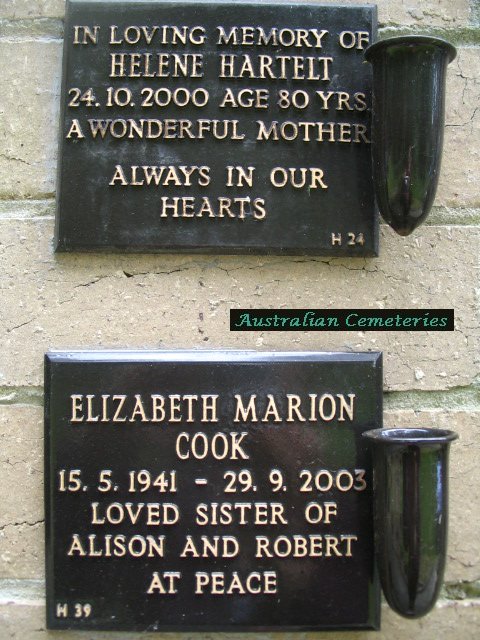 IN LOVING MEMORY OF
HELENE HARTELT
24. 10. 2000 AGE 80 YRS.
A WONDERFUL MOTHER
ALWAYS IN OUR
HEARTS
H 24
Australian Cemeteries
ELIZABETH MARION
COOK
15. 5. 1941 - 29. 9. 2003
LOVED SISTER OF
ALISON AND ROBERT
AT PEACE
H 39